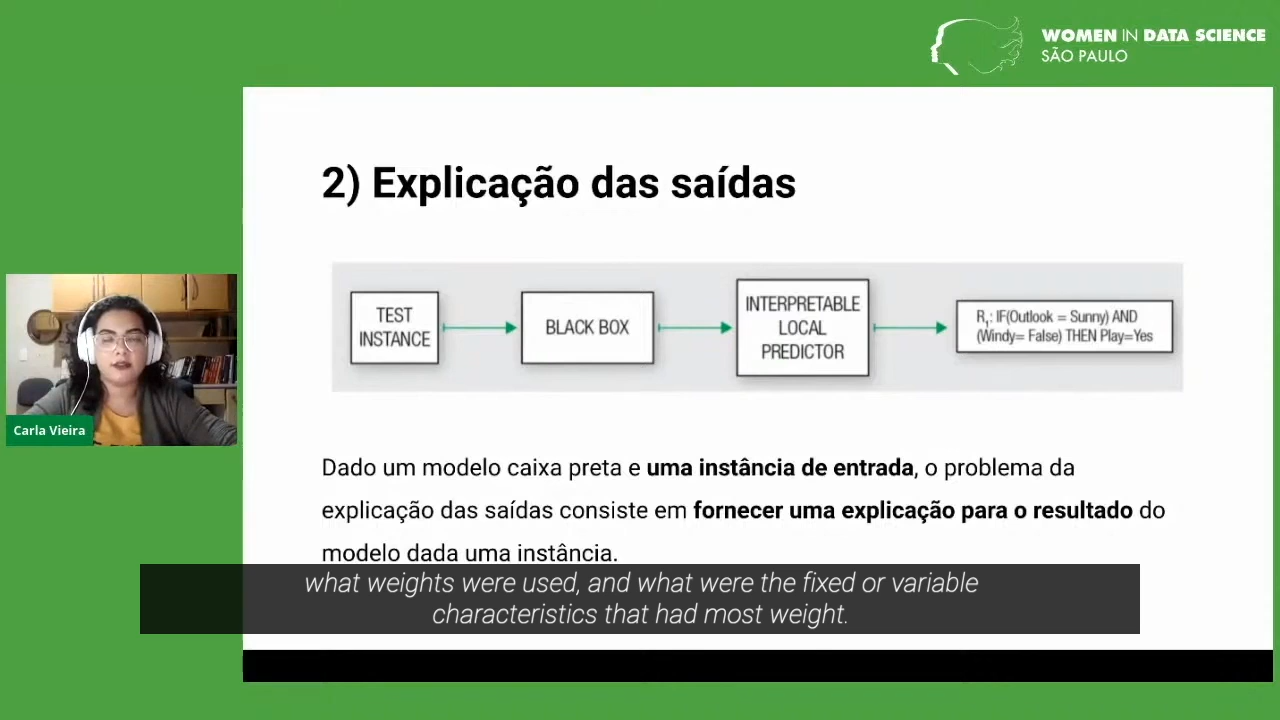 WOMEN IN DATA SCIENCE
SÃO PAULO
2) Explicação das saídas
TEST
INSTANCE
BLACK BOX
INTERPRETABLE
LOCAL
PREDICTOR
R₁: IF(Outlook = Sunny) AND
(Windy= False) THEN Play=Yes
Carla Vieira
Dado um modelo caixa preta e uma instância de entrada, o problema da
explicação das saídas consiste em fornecer uma explicação para o resultado do
modelo dada uma instância.
what weights were used, and what were the fixed or variable
characteristics that had most weight.